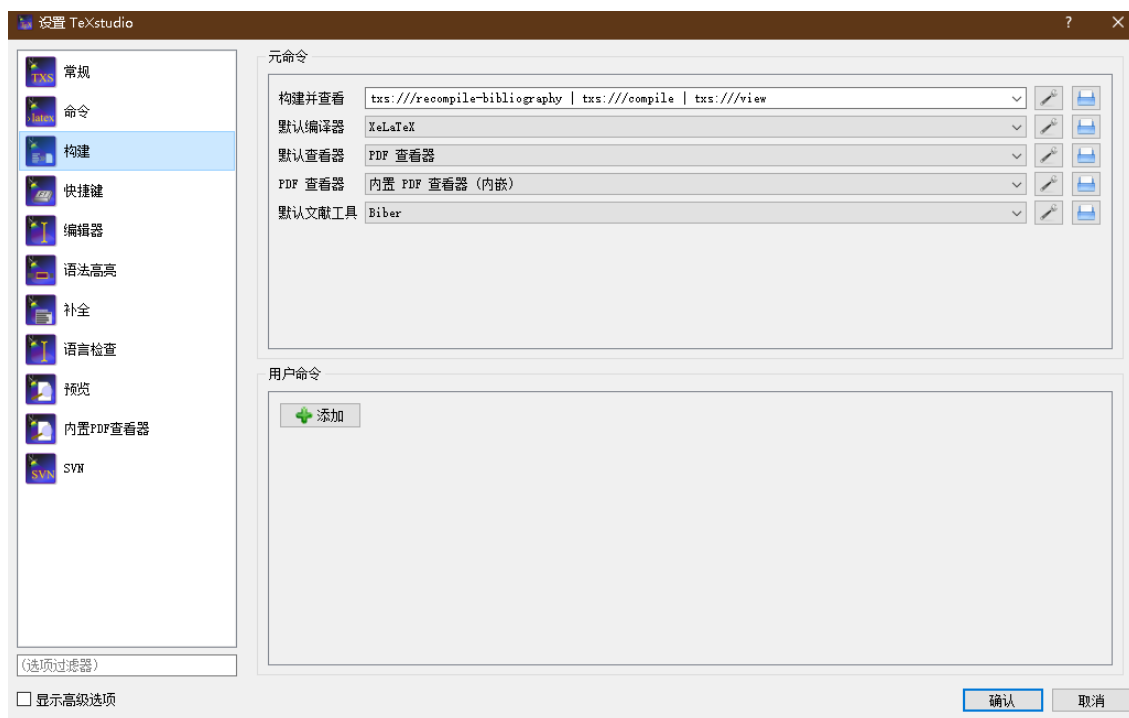 设置 TeXstudio
?
常规
命令
构建
快捷键
编辑器
语法高亮
补全
语言检查
预览
内置PDF查看器
SVN
(选项过滤器)
显示高级选项
元命令
构建并查看 txs:///recompile-bibliography | txs:///compile | txs:///view
默认编译器 XeLaTeX
默认查看器 PDF 查看器
PDF 查看器 内置 PDF 查看器 (内嵌)
默认文献工具 Biber
用户命令
添加
确认 取消